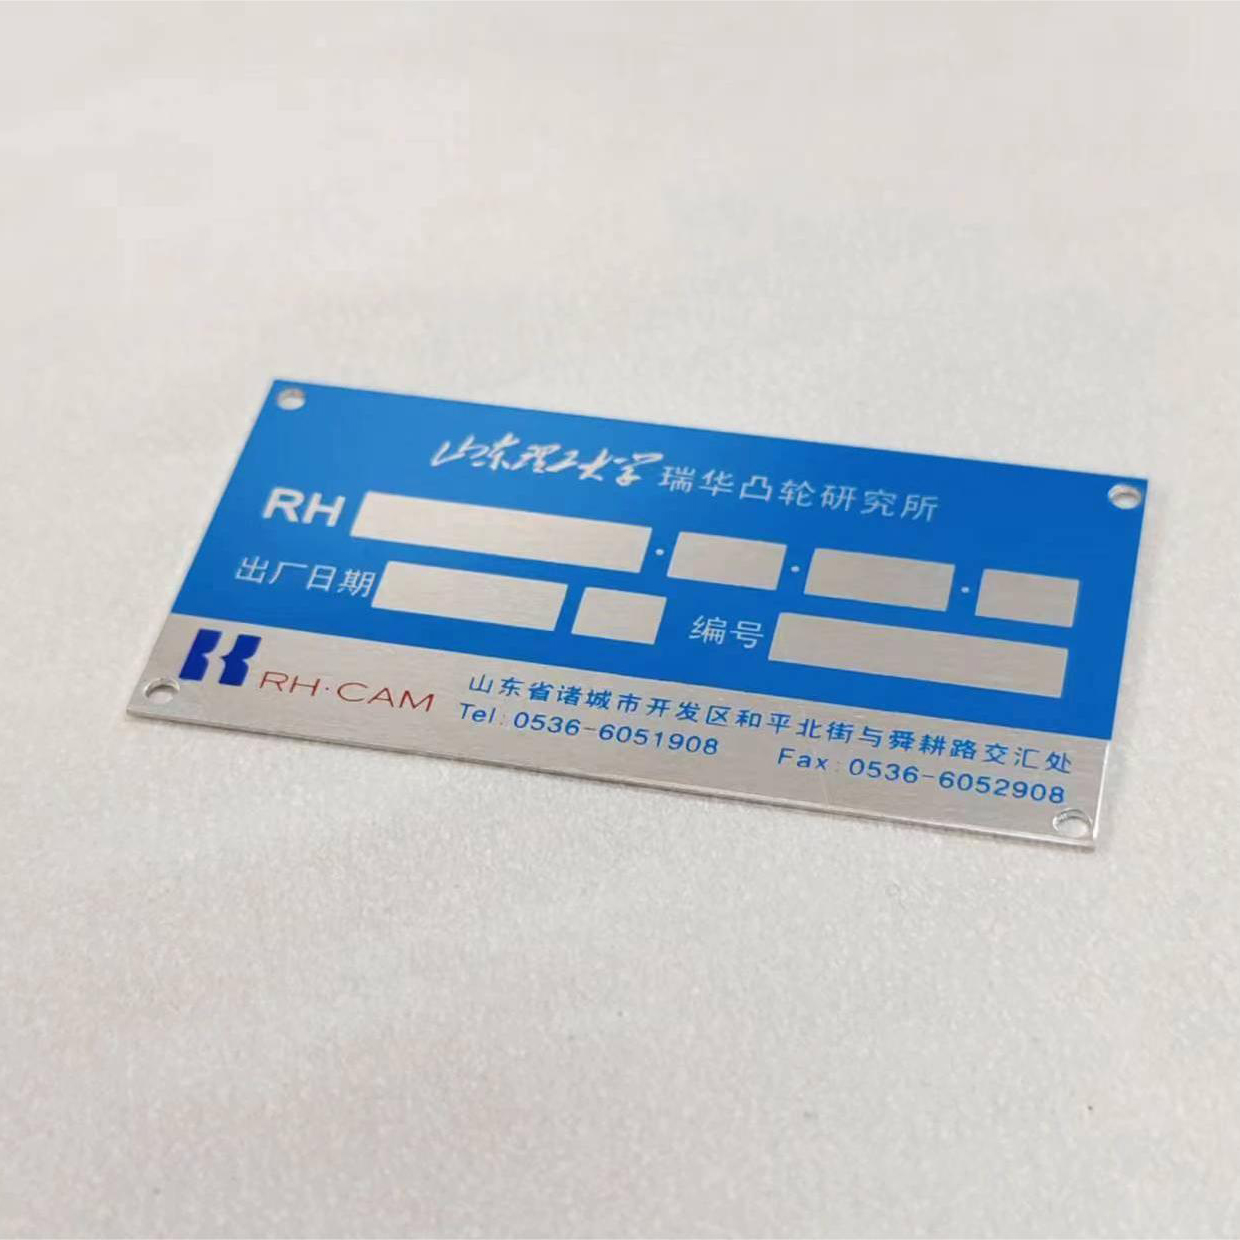 山东理工大学瑞华凸轮研究所
RH · · ·
出厂日期 编号
RH·CAM
山东省诸城市开发区和平北街与舜耕路交汇处
Tel:0536-6051908 Fax:0536-6052908